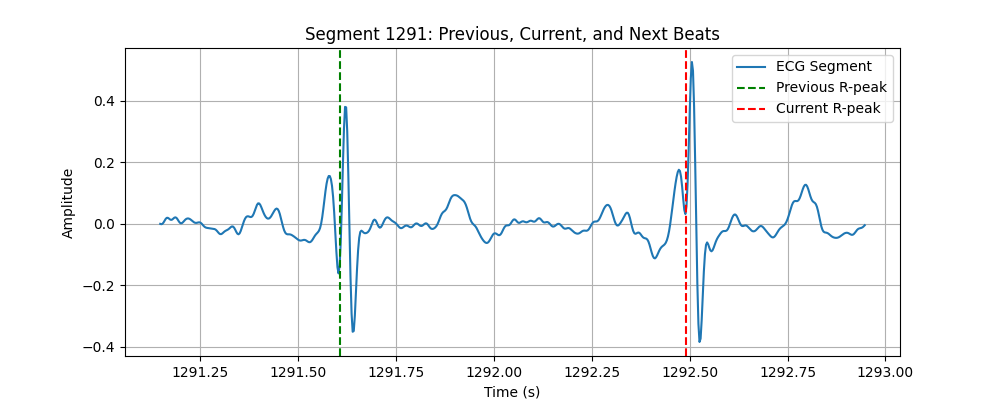 Segment 1291: Previous, Current, and Next Beats
ECG Segment
Previous R-peak
Current R-peak
Amplitude
0.4
0.2
0.0
−0.2
−0.4
1291.25 1291.50 1291.75 1292.00 1292.25 1292.50 1292.75 1293.00
Time (s)